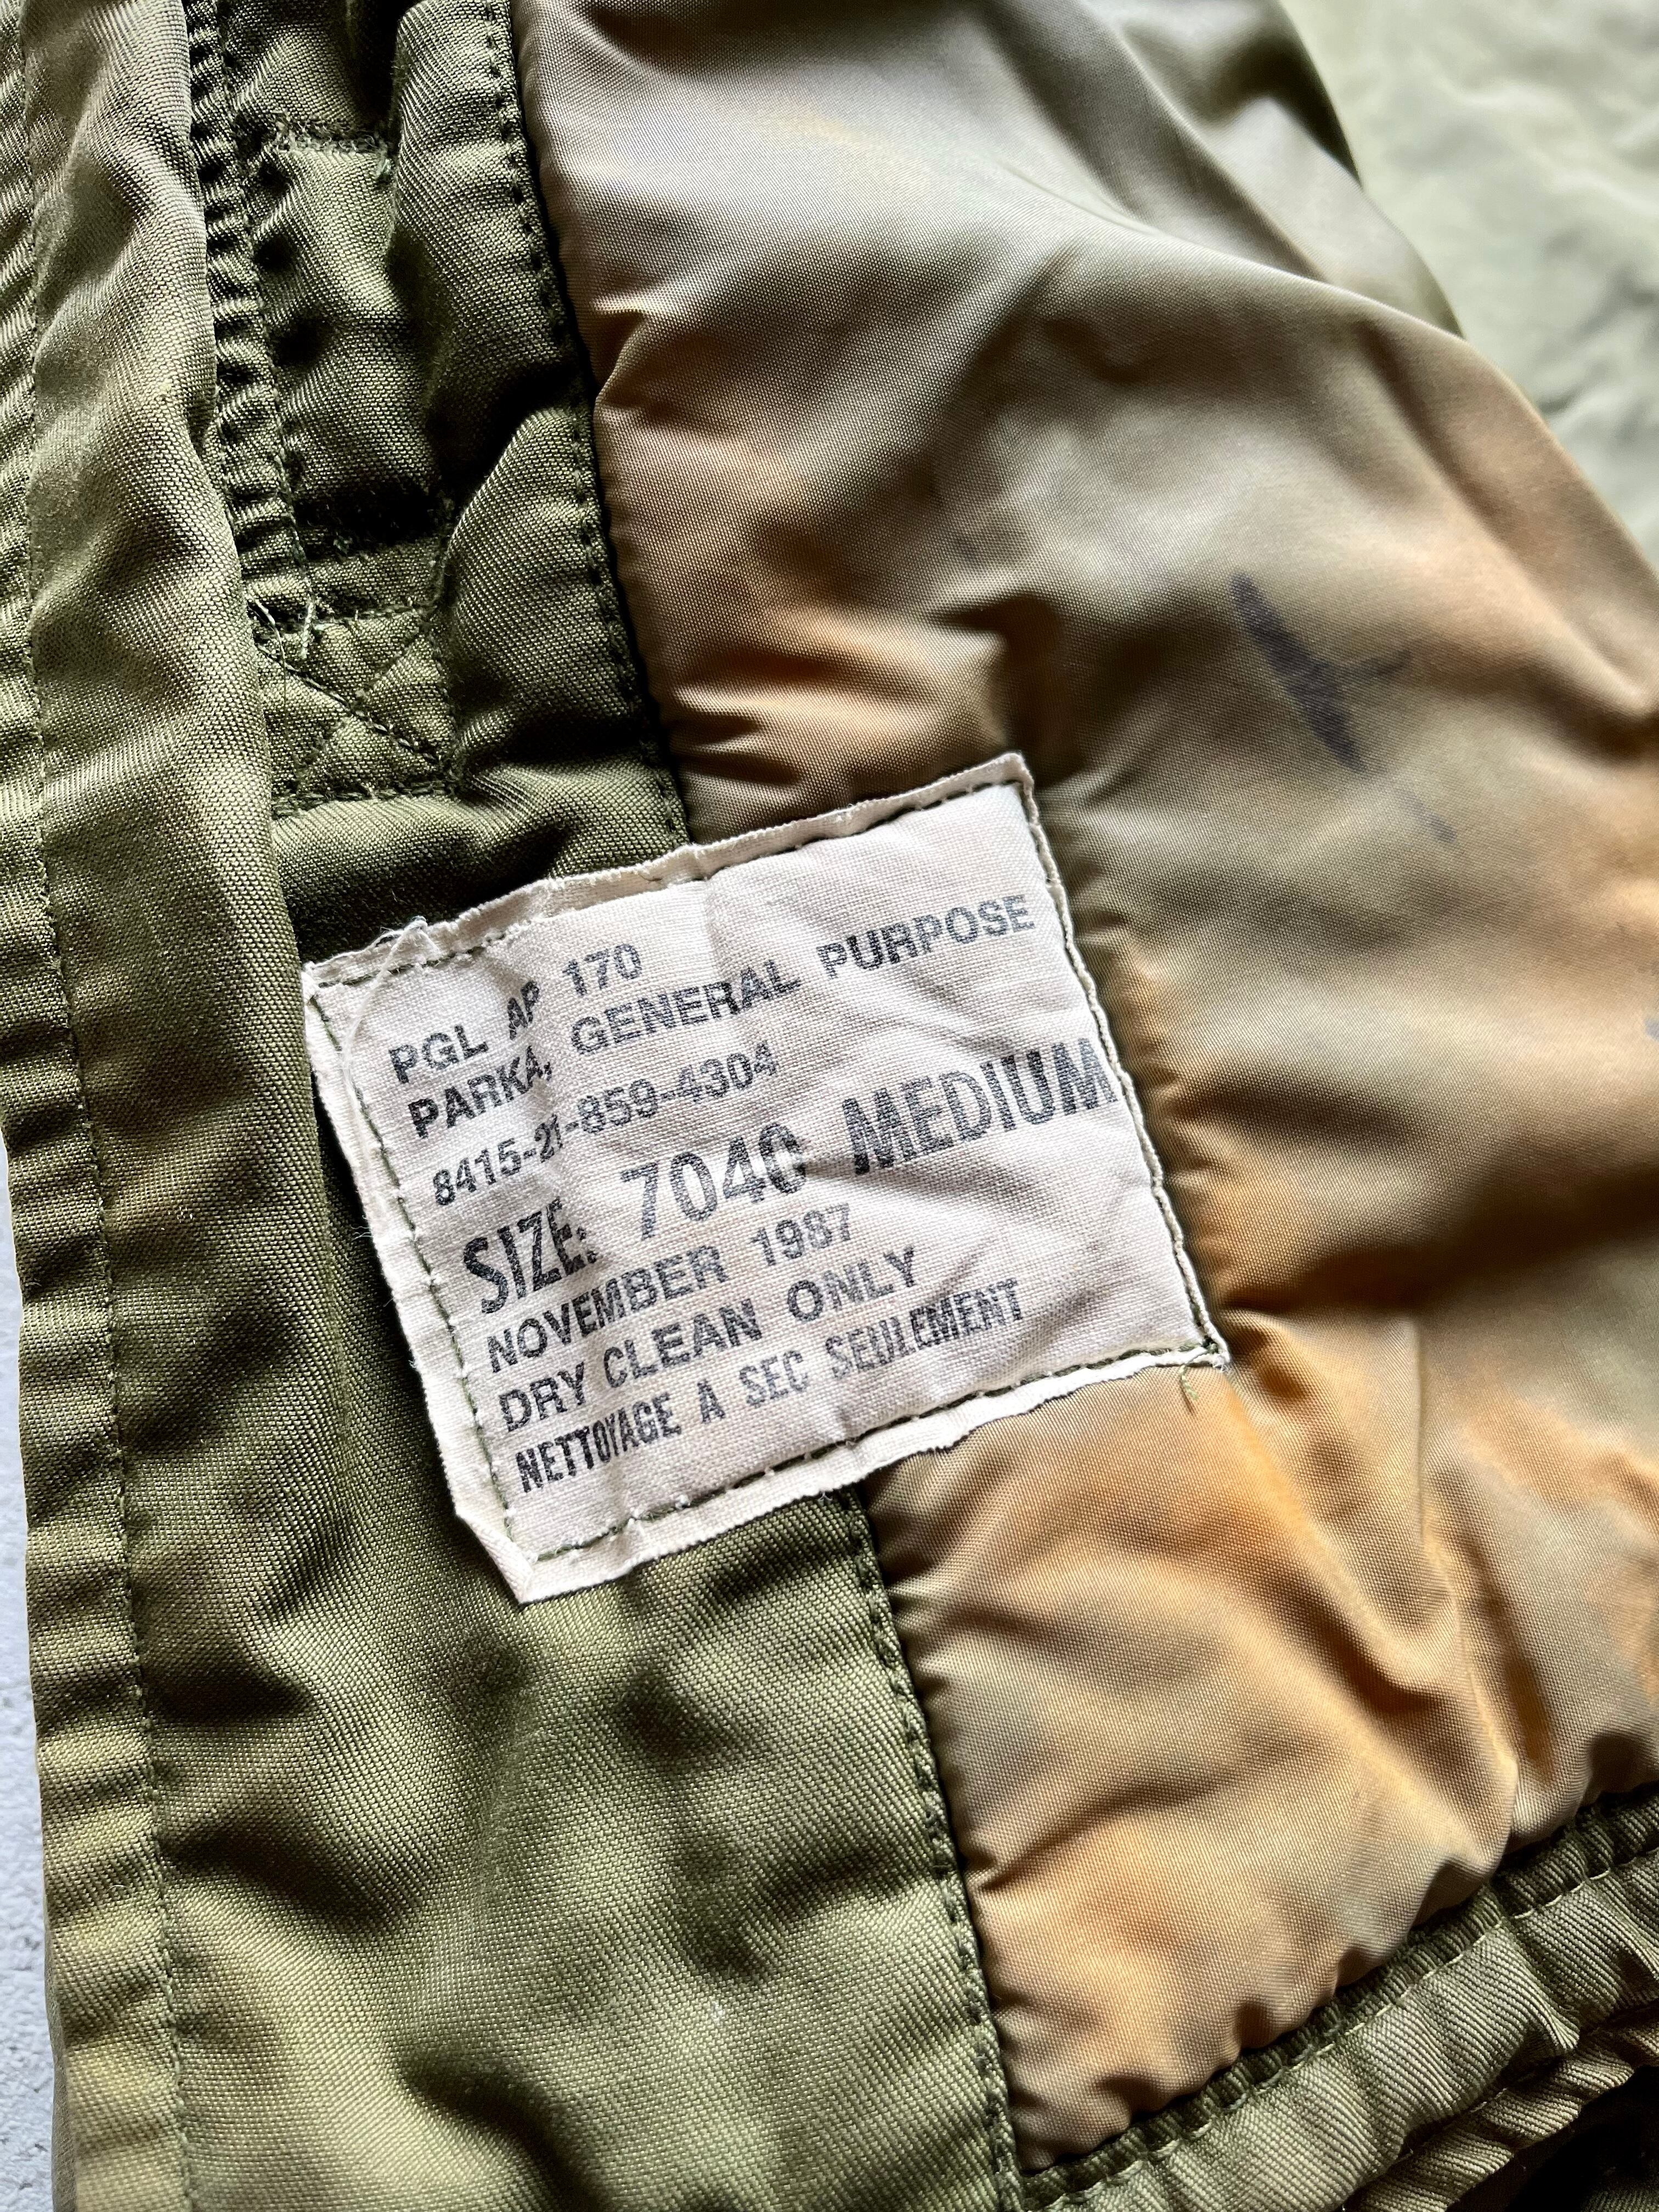 PGL AP 170
PARKA, GENERAL PURPOSE
8415-21-859-4304
SIZE: 7040 MEDIUM
NOVEMBER 1987
DRY CLEAN ONLY
NETTOYAGE A SEC SEULEMENT